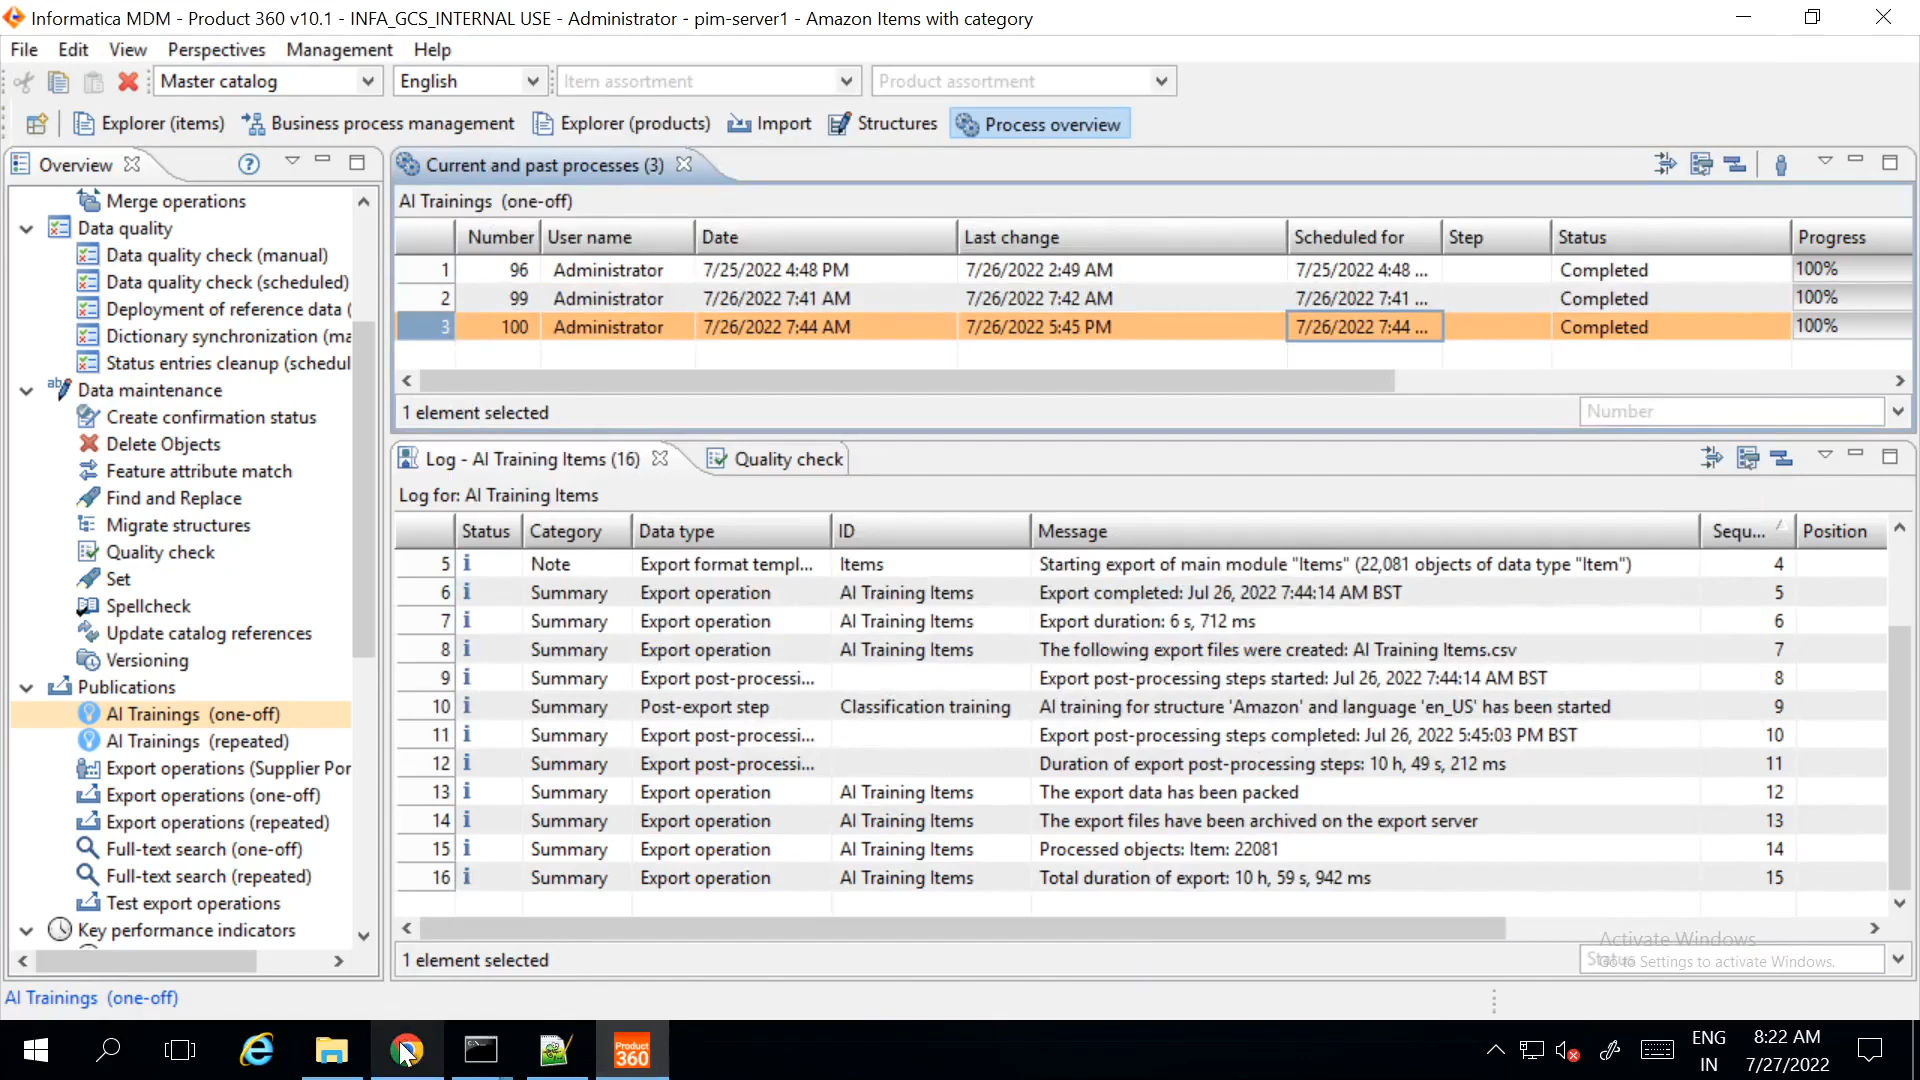 Informatica MDM - Product 360 v10.1 - INFA_GCS_INTERNAL USE - Administrator - pim-server1 - Amazon Items with category
File Edit View Perspectives Management Help
Master catalog English Item assortment Product assortment
Explorer (items) Business process management Explorer (products) Import Structures Process overview
Overview
Merge operations
Data quality
Data quality check (manual)
Data quality check (scheduled)
Deployment of reference data (
Dictionary synchronization (ma
Status entries cleanup (schedul
Data maintenance
Create confirmation status
Delete Objects
Feature attribute match
Find and Replace
Migrate structures
Quality check
Set
Spellcheck
Update catalog references
Versioning
Publications
AI Trainings (one-off)
AI Trainings (repeated)
Export operations (Supplier Por
Export operations (one-off)
Export operations (repeated)
Full-text search (one-off)
Full-text search (repeated)
Test export operations
Key performance indicators
Current and past processes (3)
AI Trainings (one-off)
Number User name Date Last change Scheduled for Step Status Progress
1 96 Administrator 7/25/2022 4:48 PM 7/26/2022 2:49 AM 7/25/2022 4:48 ... Completed 100%
2 99 Administrator 7/26/2022 7:41 AM 7/26/2022 7:42 AM 7/26/2022 7:41 ... Completed 100%
3 100 Administrator 7/26/2022 7:44 AM 7/26/2022 5:45 PM 7/26/2022 7:44 ... Completed 100%
1 element selected Number
Log - AI Training Items (16) Quality check
Log for: AI Training Items
Status Category Data type ID Message Sequ... Position
5 Note Export format templ... Items Starting export of main module "Items" (22,081 objects of data type "Item") 4
6 Summary Export operation AI Training Items Export completed: Jul 26, 2022 7:44:14 AM BST 5
7 Summary Export operation AI Training Items Export duration: 6 s, 712 ms 6
8 Summary Export operation AI Training Items The following export files were created: AI Training Items.csv 7
9 Summary Export post-processi... Export post-processing steps started: Jul 26, 2022 7:44:14 AM BST 8
10 Summary Post-export step Classification training AI training for structure 'Amazon' and language 'en_US' has been started 9
11 Summary Export post-processi... Export post-processing steps completed: Jul 26, 2022 5:45:03 PM BST 10
12 Summary Export post-processi... Duration of export post-processing steps: 10 h, 49 s, 212 ms 11
13 Summary Export operation AI Training Items The export data has been packed 12
14 Summary Export operation AI Training Items The export files have been archived on the export server 13
15 Summary Export operation AI Training Items Processed objects: Item: 22081 14
16 Summary Export operation AI Training Items Total duration of export: 10 h, 59 s, 942 ms 15
Activate Windows
1 element selected Go to Settings to activate Windows.
AI Trainings (one-off)
Product 360
ENG
IN
8:22 AM
7/27/2022